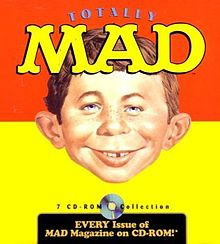 TOTALLY
MAD
7 CD-ROM Collection
EVERY Issue of
MAD Magazine on CD-ROM!*